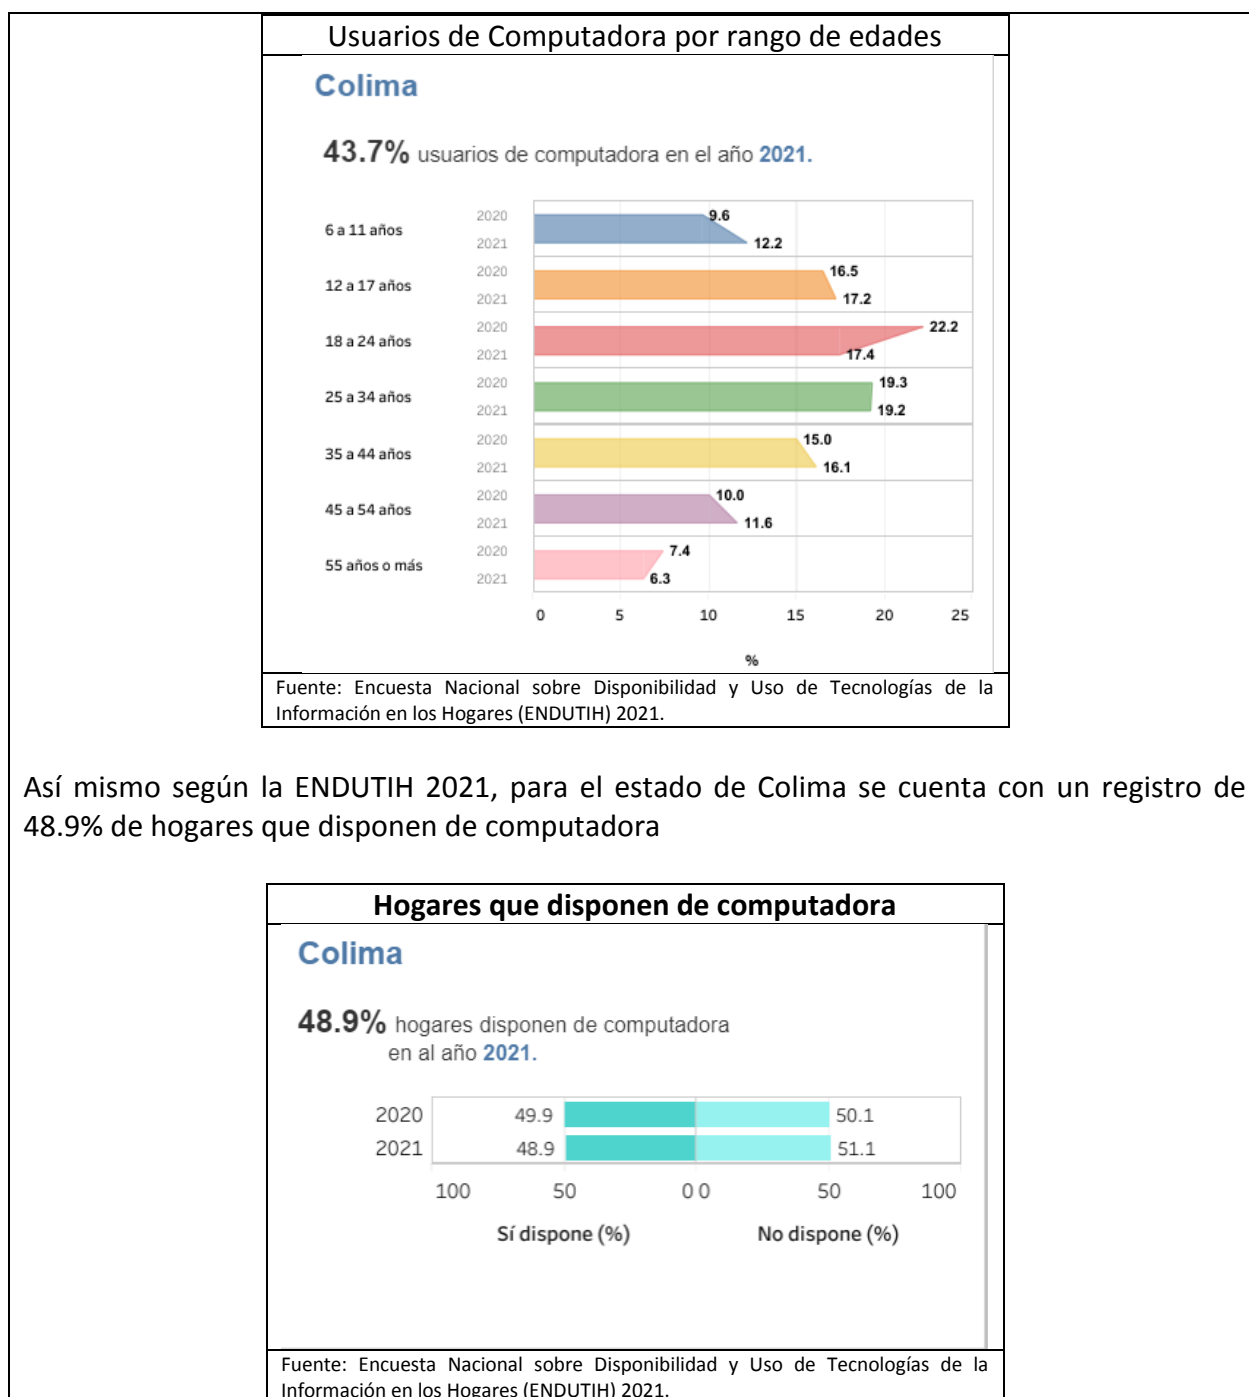 Usuarios de Computadora por rango de edades
Colima
43.7% usuarios de computadora en el año 2021.
6 a 11 años
2020
9.6
2021
12.2
12 a 17 años
2020
16.5
2021
17.2
18 a 24 años
2020
22.2
2021
17.4
25 a 34 años
2020
19.3
2021
19.2
35 a 44 años
2020
15.0
2021
16.1
45 a 54 años
2020
10.0
2021
11.6
55 años o más
2020
7.4
2021
6.3
0 5 10 15 20 25
%
Fuente: Encuesta Nacional sobre Disponibilidad y Uso de Tecnologías de la
Información en los Hogares (ENDUTIH) 2021.
Así mismo según la ENDUTIH 2021, para el estado de Colima se cuenta con un registro de
48.9% de hogares que disponen de computadora
Hogares que disponen de computadora
Colima
48.9% hogares disponen de computadora
en al año 2021.
2020 49.9 50.1
2021 48.9 51.1
100 50 0 0 50 100
Sí dispone (%) No dispone (%)
Fuente: Encuesta Nacional sobre Disponibilidad y Uso de Tecnologías de la
Información en los Hogares (ENDUTIH) 2021.